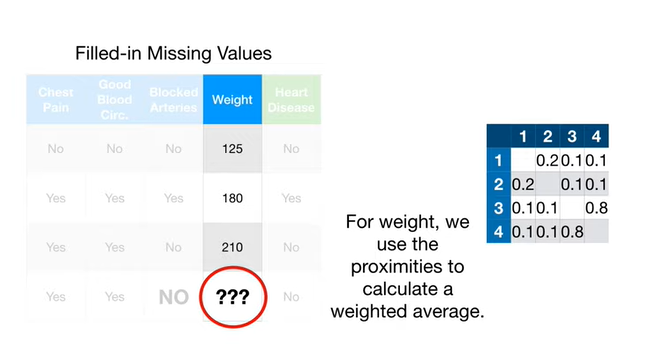 Filled-in Missing Values
Chest Pain Good Blood Circ. Blocked Arteries Weight Heart Disease
No No No 125 No
Yes Yes Yes 180 Yes
Yes Yes No 210 No
Yes Yes NO ??? No
For weight, we
use the
proximities to
calculate a
weighted average.
1 2 3 4
1 0.2 0.1 0.1
2 0.2 0.1 0.1
3 0.1 0.1 0.8
4 0.1 0.1 0.8